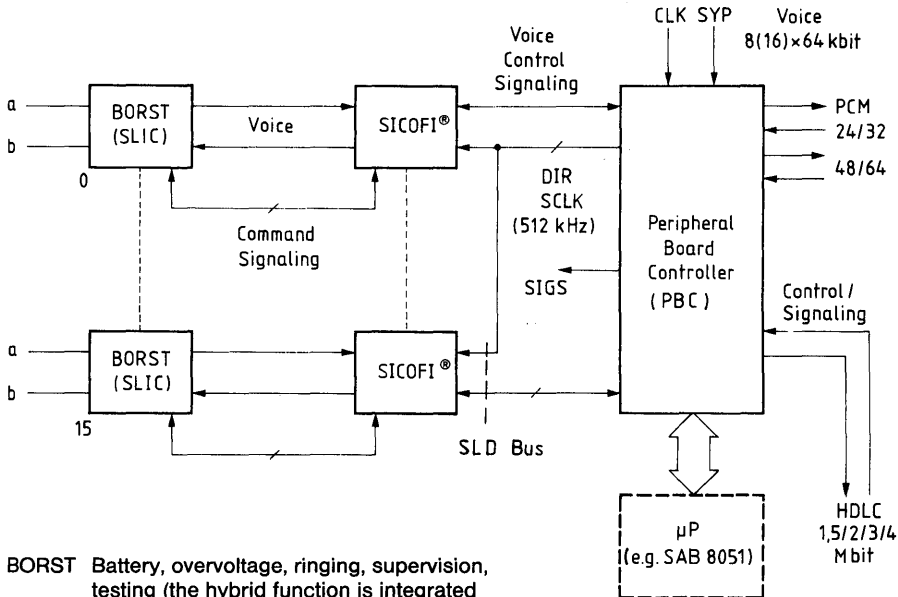 CLK SYP
Voice
8(16)×64 kbit
Voice
Control
Signaling
a
b
BORST
(SLIC)
0
Voice
SICOFI®
PCM
24/32
48/64
DIR
SCLK
(512 kHz)
Command
Signaling
SIGS
Peripheral
Board
Controller
(PBC)
Control/
Signaling
a
b
BORST
(SLIC)
15
SICOFI®
SLD Bus
µP
(e.g. SAB 8051)
HDLC
1,5/2/3/4
Mbit
BORST Battery, overvoltage, ringing, supervision,
testing (the hybrid function is integrated